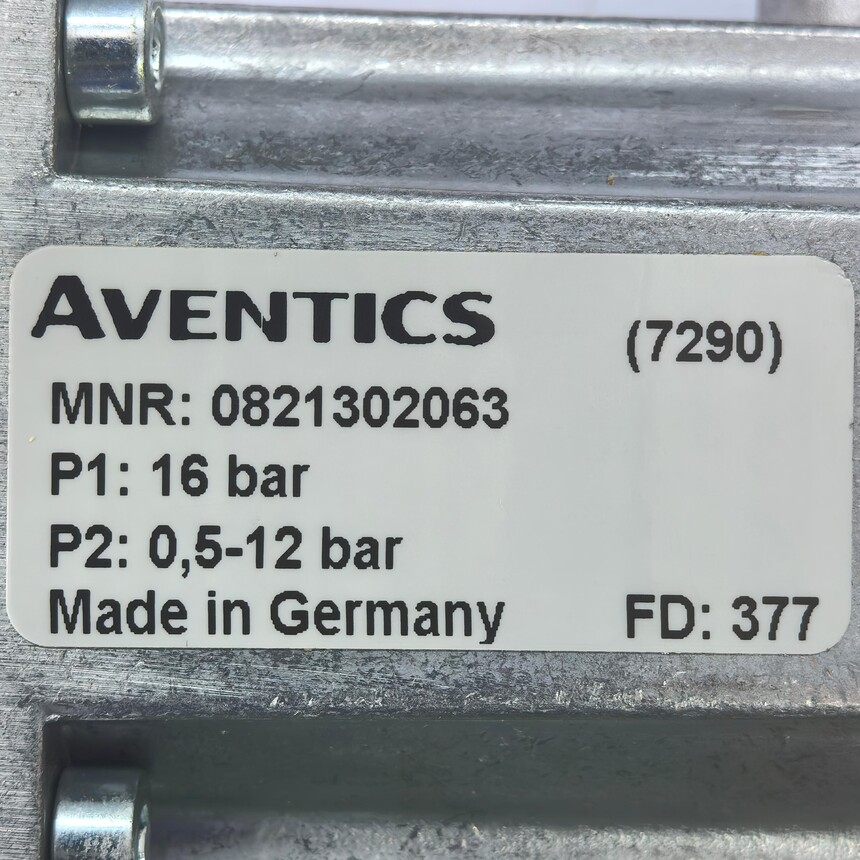 AVENTICS
(7290)
MNR: 0821302063
P1: 16 bar
P2: 0,5-12 bar
Made in Germany
FD: 377